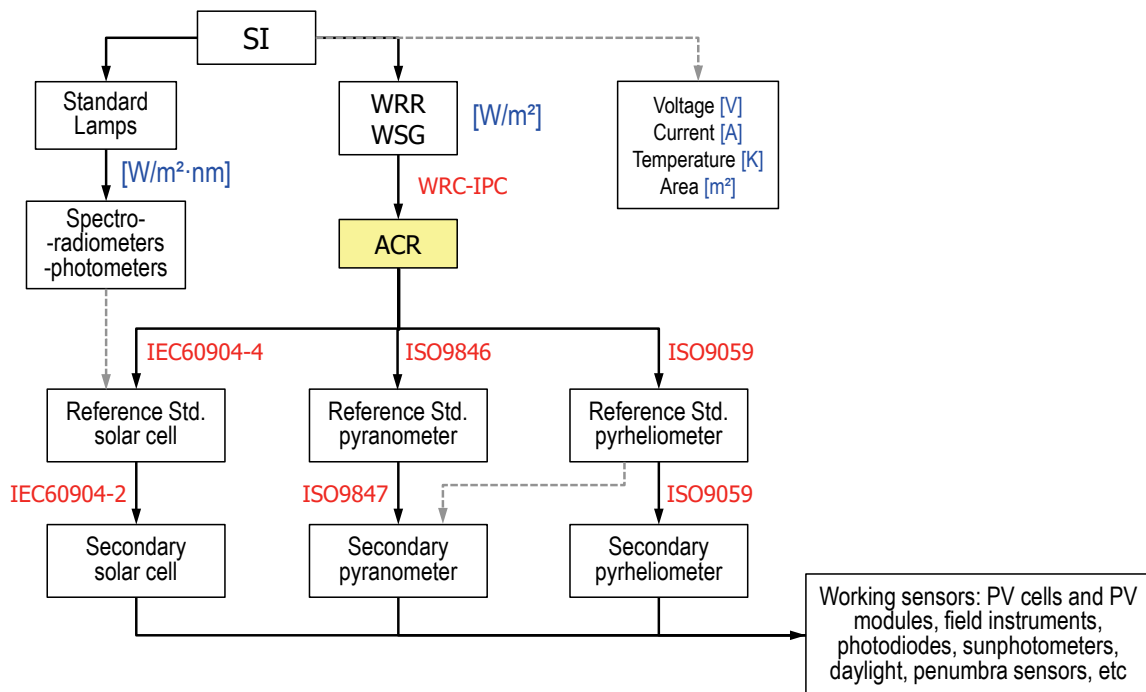 SI
Standard
Lamps
WRR
WSG
[W/m²]
Voltage [V]
Current [A]
Temperature [K]
Area [m²]
[W/m²·nm]
WRC-IPC
Spectro-
-radiometers
-photometers
ACR
IEC60904-4
ISO9846
ISO9059
Reference Std.
solar cell
Reference Std.
pyranometer
Reference Std.
pyrheliometer
IEC60904-2
ISO9847
ISO9059
Secondary
solar cell
Secondary
pyranometer
Secondary
pyrheliometer
Working sensors: PV cells and PV
modules, field instruments,
photodiodes, sunphotometers,
daylight, penumbra sensors, etc